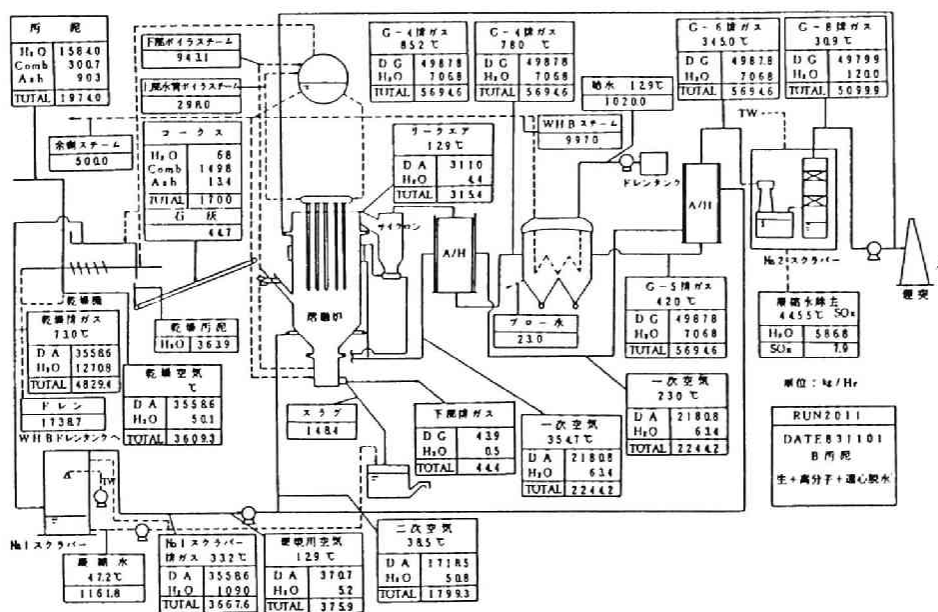 汚泥
H₂O 1584.0
Comb 300.7
Ash 90.3
TOTAL 1974.0
下部ボイラスチーム
943.1
上部水管ボイラスチーム
298.0
余剰スチーム
500.0
コークス
H₂O 6.8
Comb 149.8
Ash 13.4
TOTAL 170.0
石灰
44.7
G-4排ガス
852℃
DG 4987.8
H₂O 706.8
TOTAL 5694.6
G-4排ガス
780℃
DG 4987.8
H₂O 706.8
TOTAL 5694.6
リークエア
12.9℃
DA 311.0
H₂O 4.4
TOTAL 315.4
給水 12.9℃
1020.0
WHBスチーム
997.0
ドレンタンク
G-6排ガス
345.0℃
DG 4987.8
H₂O 706.8
TOTAL 5694.6
G-8排ガス
30.9℃
DG 4979.9
H₂O 120.0
TOTAL 5099.9
TW
サイクロン
A/H
A/H
No.2スクラバー
煙突
溶融炉
乾燥機
乾燥排ガス
73.0℃
DA 3558.6
H₂O 1270.8
TOTAL 4829.4
ドレン
1738.7
WHBドレンタンクへ
乾燥汚泥
H₂O 363.9
乾燥空気
℃
DA 3558.6
H₂O 50.1
TOTAL 3609.3
スラグ
148.4
ブロー水
23.0
G-5排ガス
420℃
DG 4987.8
H₂O 706.8
TOTAL 5694.6
44.55℃ SOx
H₂O 586.8
SOx 7.9
単位:kg/Hr
下部排ガス
DG 43.9
H₂O 0.5
TOTAL 44.4
一次空気
354.7℃
DA 2180.8
H₂O 63.4
TOTAL 2244.2
一次空気
230℃
DA 2180.8
H₂O 63.4
TOTAL 2244.2
RUN2011
DATE831101
B汚泥
生+高分子+遠心脱水
TW
No.1スクラバー
凝縮水
47.2℃
1161.8
No.1スクラバー
排ガス 33.2℃
DA 3558.6
H₂O 109.0
TOTAL 3667.6
燃焼用空気
12.9℃
DA 370.7
H₂O 5.2
TOTAL 375.9
二次空気
38.5℃
DA 1718.5
H₂O 50.8
TOTAL 1799.3